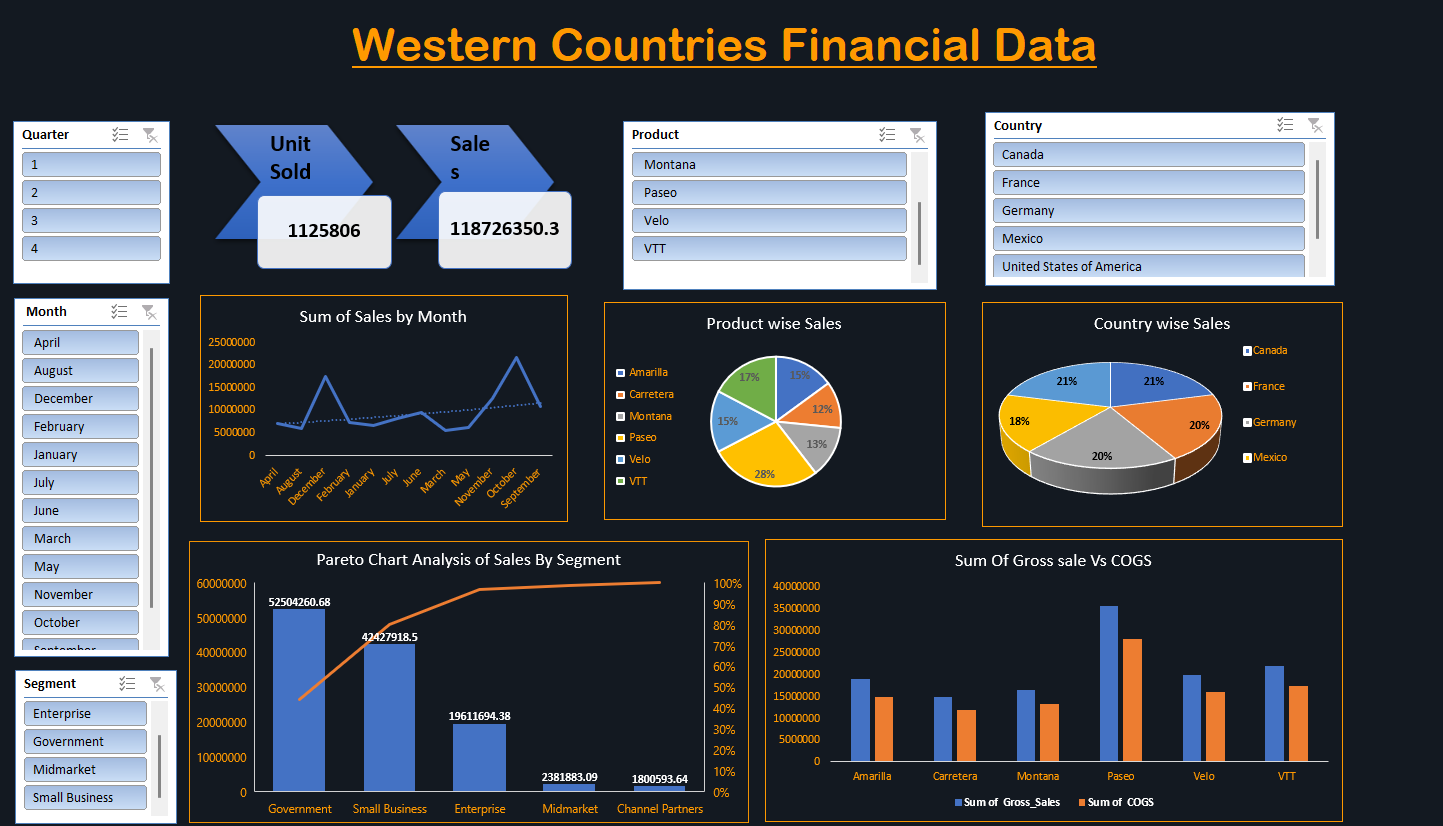 Western Countries Financial Data
Quarter
1
2
3
4
Unit
Sold
1125806
Sale
s
118726350.3
Product
Montana
Paseo
Velo
VTT
Country
Canada
France
Germany
Mexico
United States of America
Month
April
August
December
February
January
July
June
March
May
November
October
September
Segment
Enterprise
Government
Midmarket
Small Business
Sum of Sales by Month
25000000
20000000
15000000
10000000
5000000
0
April
August
December
February
January
July
June
March
May
November
October
September
Product wise Sales
Amarilla
Carretera
Montana
Paseo
Velo
VTT
15%
12%
13%
28%
15%
17%
Country wise Sales
21%
20%
20%
18%
21%
Canada
France
Germany
Mexico
Pareto Chart Analysis of Sales By Segment
60000000
50000000
40000000
30000000
20000000
10000000
0
52504260.68
42427918.5
19611694.38
2381883.09
1800593.64
100%
90%
80%
70%
60%
50%
40%
30%
20%
10%
0%
Government
Small Business
Enterprise
Midmarket
Channel Partners
Sum Of Gross sale Vs COGS
40000000
35000000
30000000
25000000
20000000
15000000
10000000
5000000
0
Amarilla
Carretera
Montana
Paseo
Velo
VTT
Sum of Gross_Sales
Sum of COGS